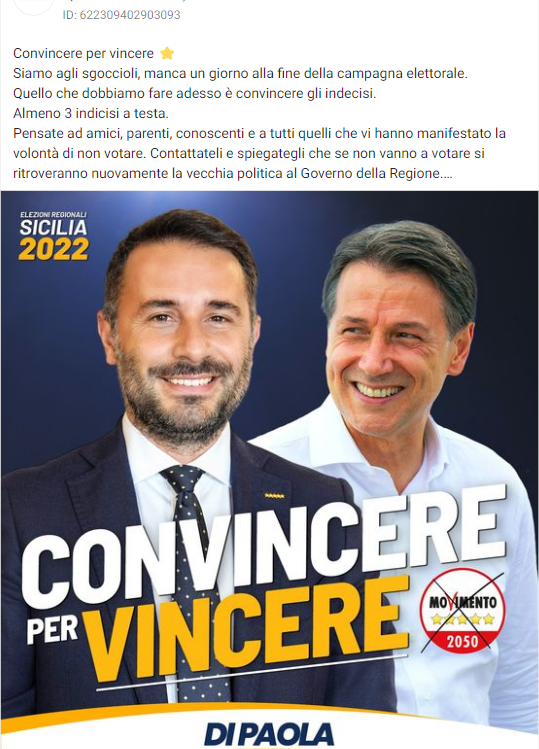 ID: 622309402903093
Convincere per vincere
Siamo agli sgoccioli, manca un giorno alla fine della campagna elettorale.
Quello che dobbiamo fare adesso è convincere gli indecisi.
Almeno 3 indicisi a testa.
Pensate ad amici, parenti, conoscenti e a tutti quelli che vi hanno manifestato la
volontà di non votare. Contattateli e spiegategli che se non vanno a votare si
ritroveranno nuovamente la vecchia politica al Governo della Regione....
ELEZIONI REGIONALI
SICILIA
2022
CONVINCERE
PER VINCERE
MOVIMENTO
2050
DI PAOLA